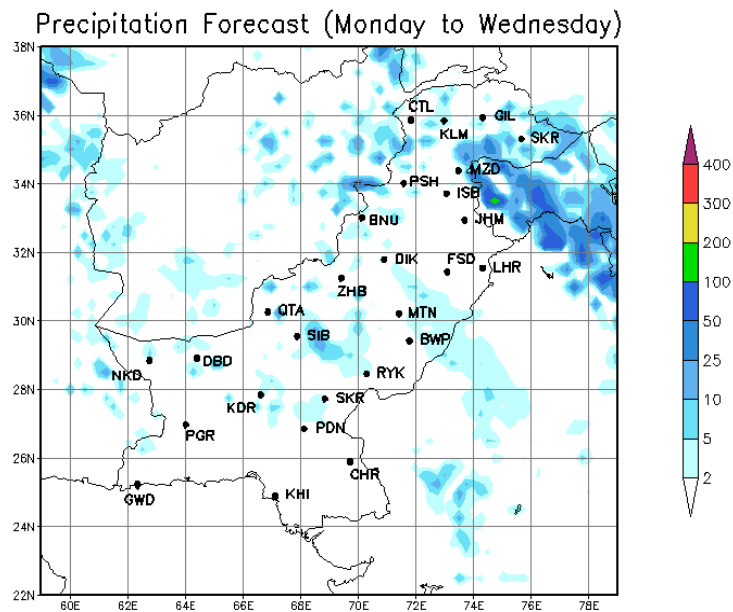 Precipitation Forecast (Monday to Wednesday)
38N
36N
34N
32N
30N
28N
26N
24N
22N
60E 62E 64E 66E 68E 70E 72E 74E 76E 78E
CTL
GIL
KLM
SKR
MZD
PSH
ISB
BNU
JHM
DIK
FSD
LHR
ZHB
QTA
MTN
SIB
BWP
DBD
NKD
RYK
KDR
SKR
PGR
PDN
CHR
GWD
KHI
400
300
200
100
50
25
10
5
2